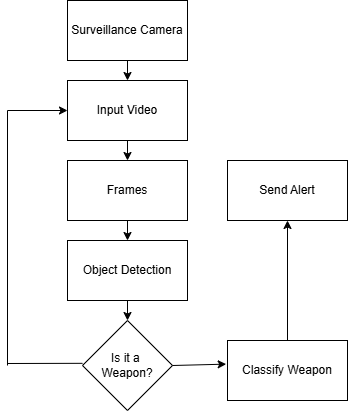 Surveillance Camera
Input Video
Frames
Send Alert
Object Detection
Is it a
Weapon?
Classify Weapon